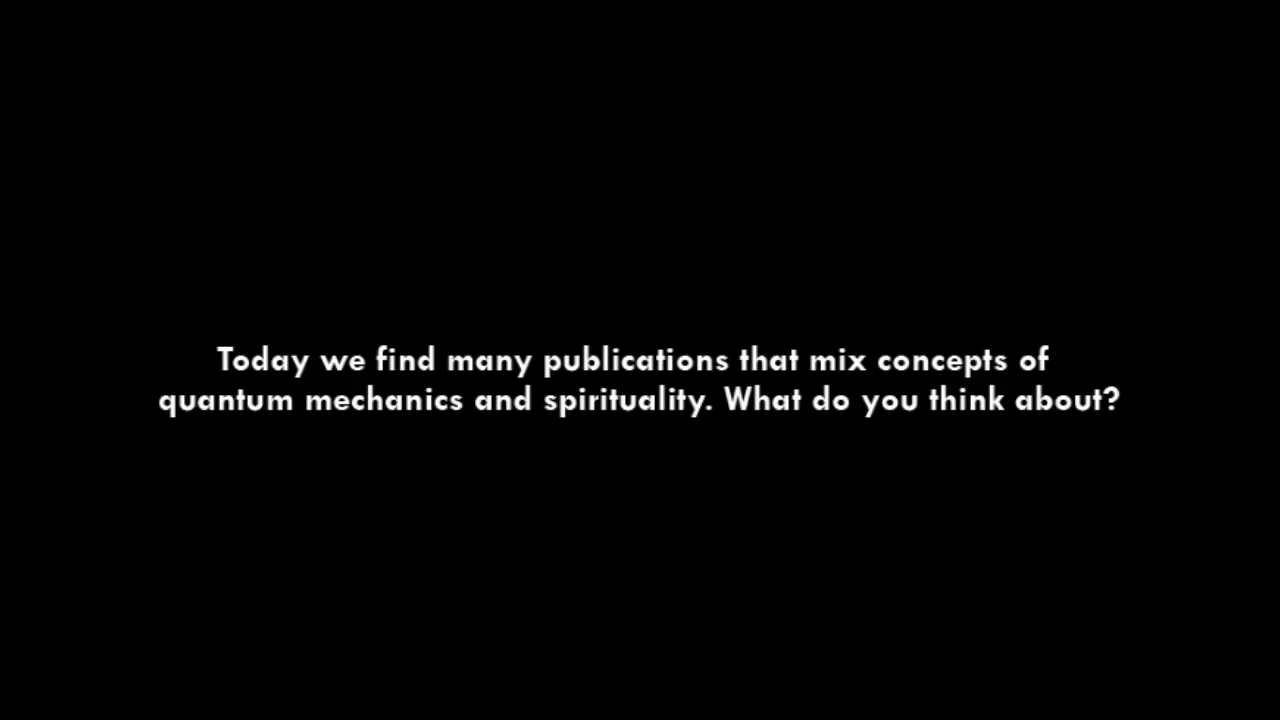 Today we find many publications that mix concepts of
quantum mechanics and spirituality. What do you think about?